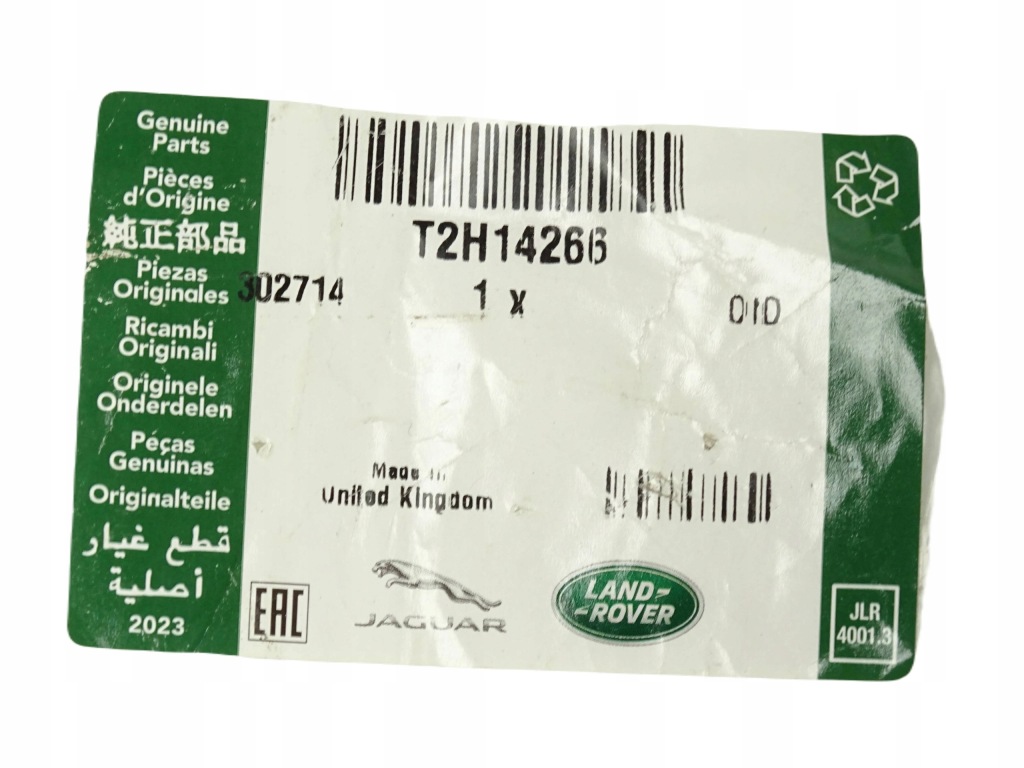 Genuine
Parts
Pièces
d'Origine
純正部品
Piezas
Originales
Ricambi
Originali
Originele
Onderdelen
Peças
Genuinas
Originalteile
قطع غيار
أصلية
2023
T2H14266
302714
1 x
Made in
United Kingdom
EAC
JAGUAR
LAND-
-ROVER
JLR
4001.3